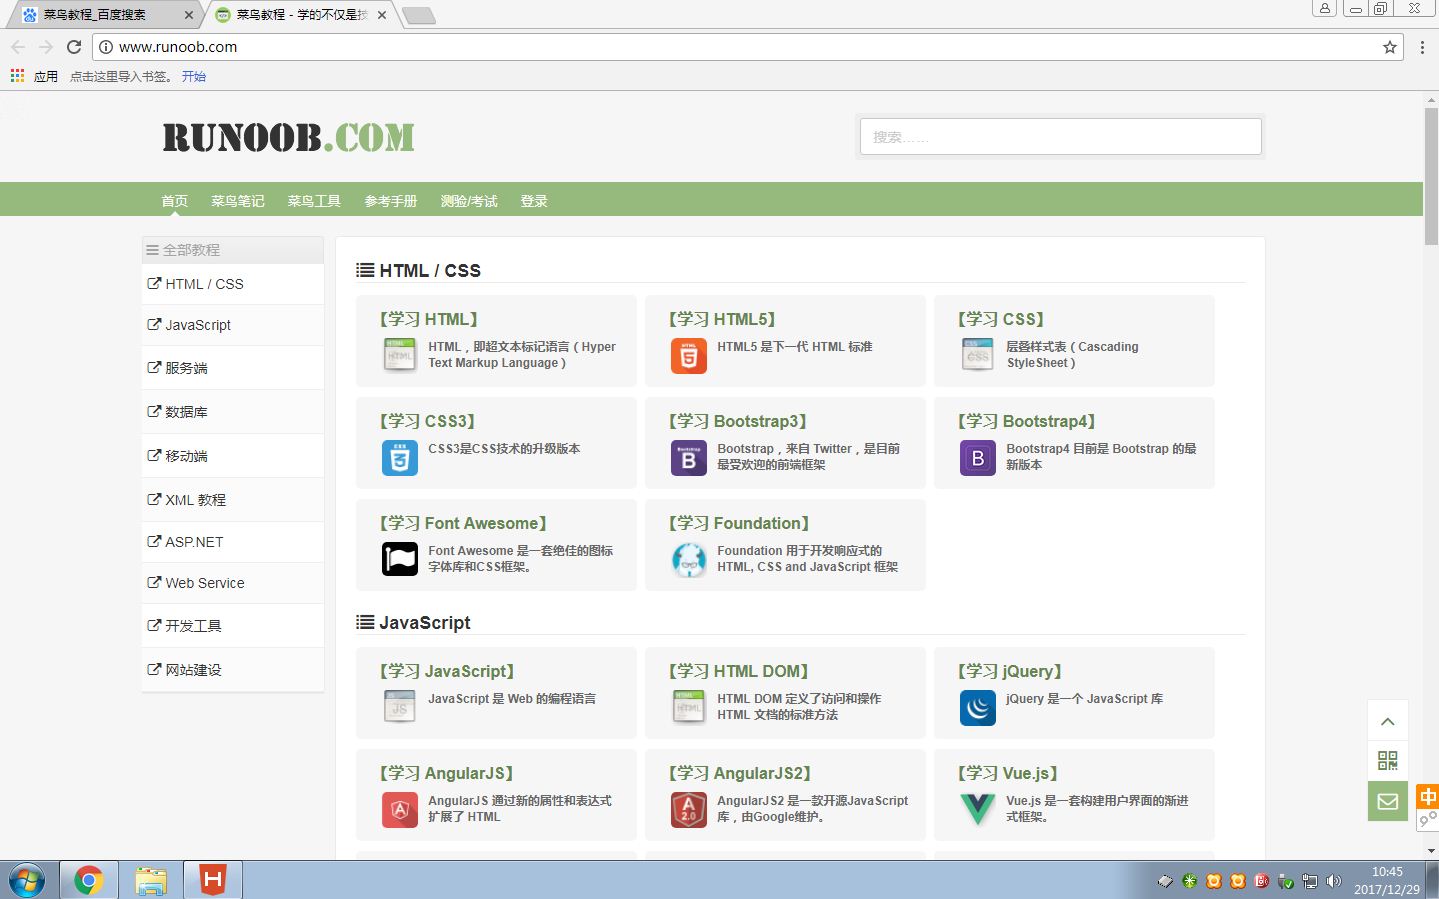 菜鸟教程_百度搜索
菜鸟教程 - 学的不仅是技
www.runoob.com
应用 点击这里导入书签。 开始
RUNOOB.COM
搜索……
首页 菜鸟笔记 菜鸟工具 参考手册 测验/考试 登录
全部教程
HTML / CSS
JavaScript
服务端
数据库
移动端
XML 教程
ASP.NET
Web Service
开发工具
网站建设
HTML / CSS
【学习 HTML】
HTML，即超文本标记语言（Hyper
Text Markup Language）
【学习 HTML5】
HTML5 是下一代 HTML 标准
【学习 CSS】
层叠样式表（Cascading
StyleSheet）
【学习 CSS3】
CSS3是CSS技术的升级版本
【学习 Bootstrap3】
Bootstrap，来自 Twitter，是目前
最受欢迎的前端框架
【学习 Bootstrap4】
Bootstrap4 目前是 Bootstrap 的最
新版本
【学习 Font Awesome】
Font Awesome 是一套绝佳的图标
字体库和CSS框架。
【学习 Foundation】
Foundation 用于开发响应式的
HTML, CSS and JavaScript 框架
JavaScript
【学习 JavaScript】
JavaScript 是 Web 的编程语言
【学习 HTML DOM】
HTML DOM 定义了访问和操作
HTML 文档的标准方法
【学习 jQuery】
jQuery 是一个 JavaScript 库
【学习 AngularJS】
AngularJS 通过新的属性和表达式
扩展了 HTML
【学习 AngularJS2】
AngularJS2 是一款开源JavaScript
库，由Google维护。
【学习 Vue.js】
Vue.js 是一套构建用户界面的渐进
式框架。
中
10:45
2017/12/29